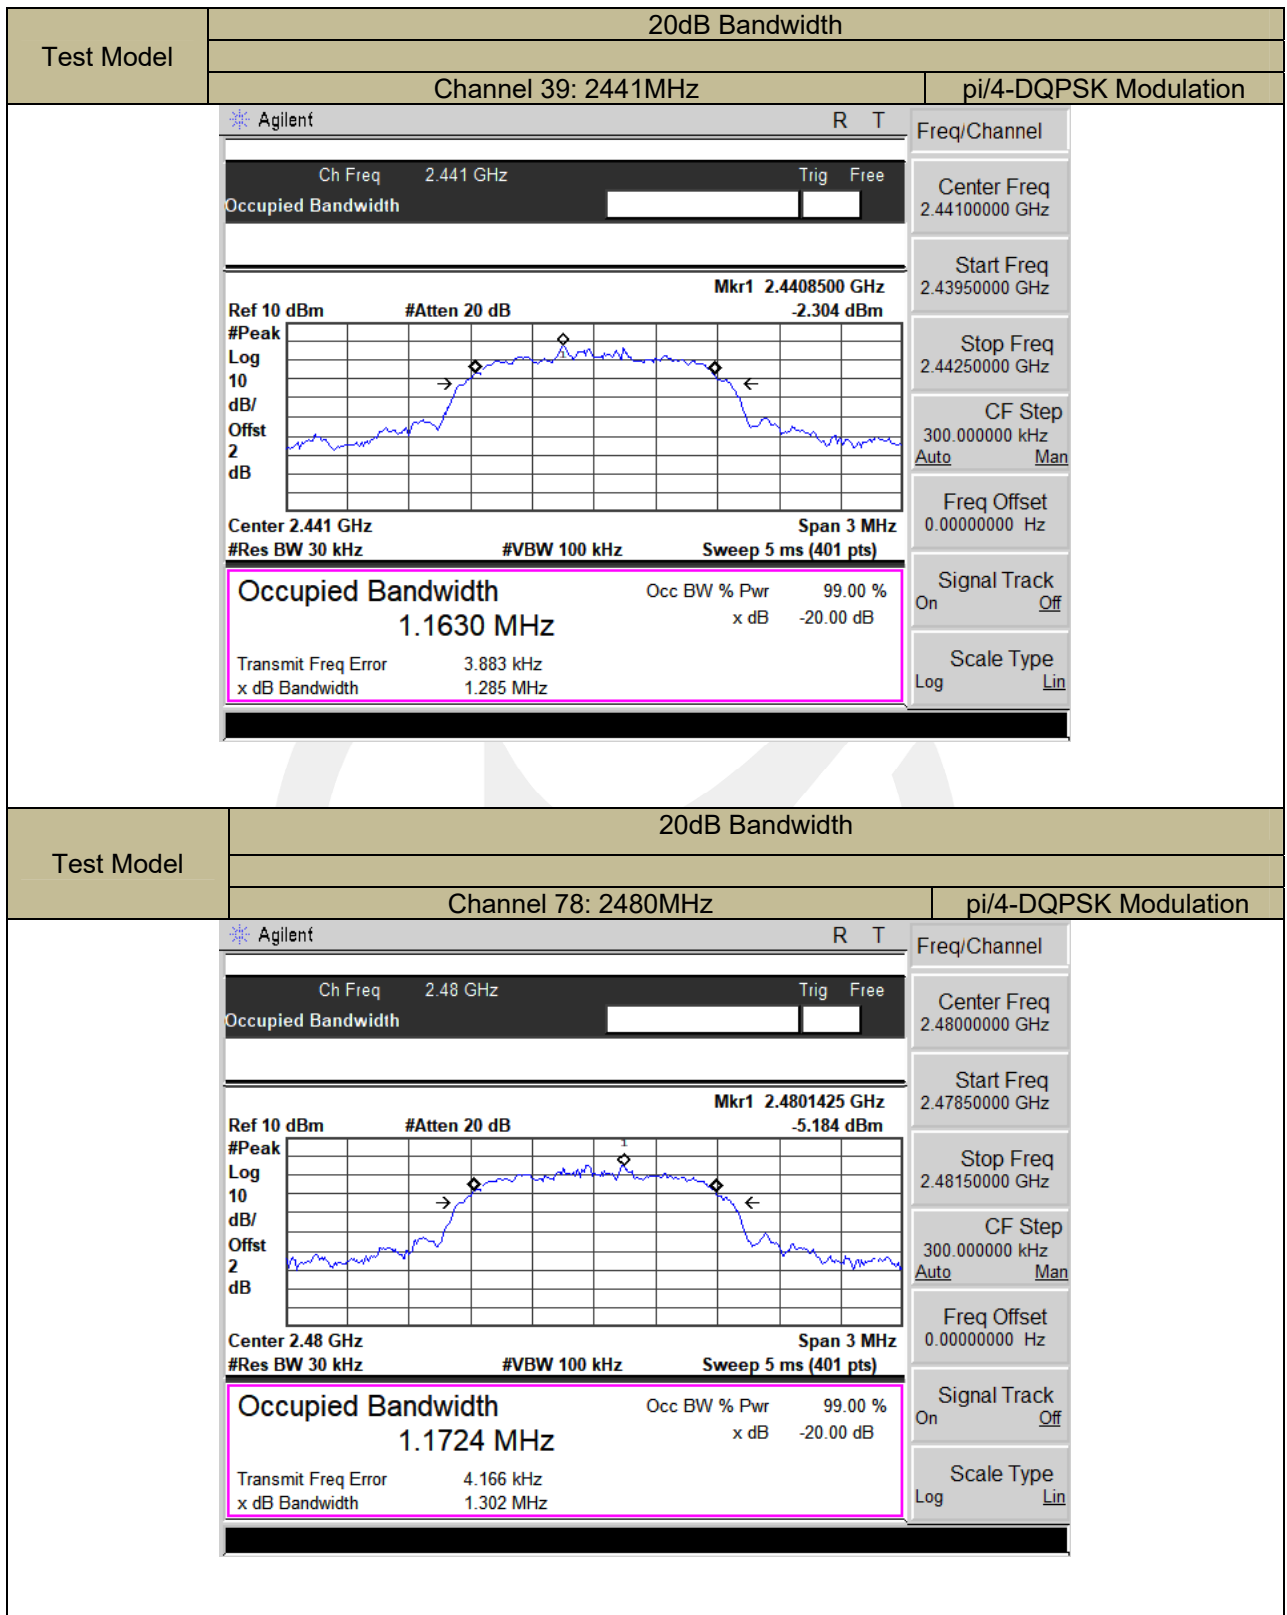 20dB Bandwidth
Test Model
Channel 39: 2441MHz pi/4-DQPSK Modulation
Agilent R T
Freq/Channel
Ch Freq 2.441 GHz Trig Free
Occupied Bandwidth
Center Freq
2.44100000 GHz
Start Freq
2.43950000 GHz
Stop Freq
2.44250000 GHz
CF Step
300.000000 kHz
Auto Man
Freq Offset
0.00000000 Hz
Signal Track
On Off
Scale Type
Log Lin
Mkr1 2.4408500 GHz
Ref 10 dBm #Atten 20 dB -2.304 dBm
#Peak
Log
10
dB/
Offst
2
dB
1
Center 2.441 GHz Span 3 MHz
#Res BW 30 kHz #VBW 100 kHz Sweep 5 ms (401 pts)
Occupied Bandwidth Occ BW % Pwr 99.00 %
1.1630 MHz x dB -20.00 dB
Transmit Freq Error 3.883 kHz
x dB Bandwidth 1.285 MHz
20dB Bandwidth
Test Model
Channel 78: 2480MHz pi/4-DQPSK Modulation
Agilent R T
Freq/Channel
Ch Freq 2.48 GHz Trig Free
Occupied Bandwidth
Center Freq
2.48000000 GHz
Start Freq
2.47850000 GHz
Stop Freq
2.48150000 GHz
CF Step
300.000000 kHz
Auto Man
Freq Offset
0.00000000 Hz
Signal Track
On Off
Scale Type
Log Lin
Mkr1 2.4801425 GHz
Ref 10 dBm #Atten 20 dB -5.184 dBm
#Peak
Log
10
dB/
Offst
2
dB
1
Center 2.48 GHz Span 3 MHz
#Res BW 30 kHz #VBW 100 kHz Sweep 5 ms (401 pts)
Occupied Bandwidth Occ BW % Pwr 99.00 %
1.1724 MHz x dB -20.00 dB
Transmit Freq Error 4.166 kHz
x dB Bandwidth 1.302 MHz